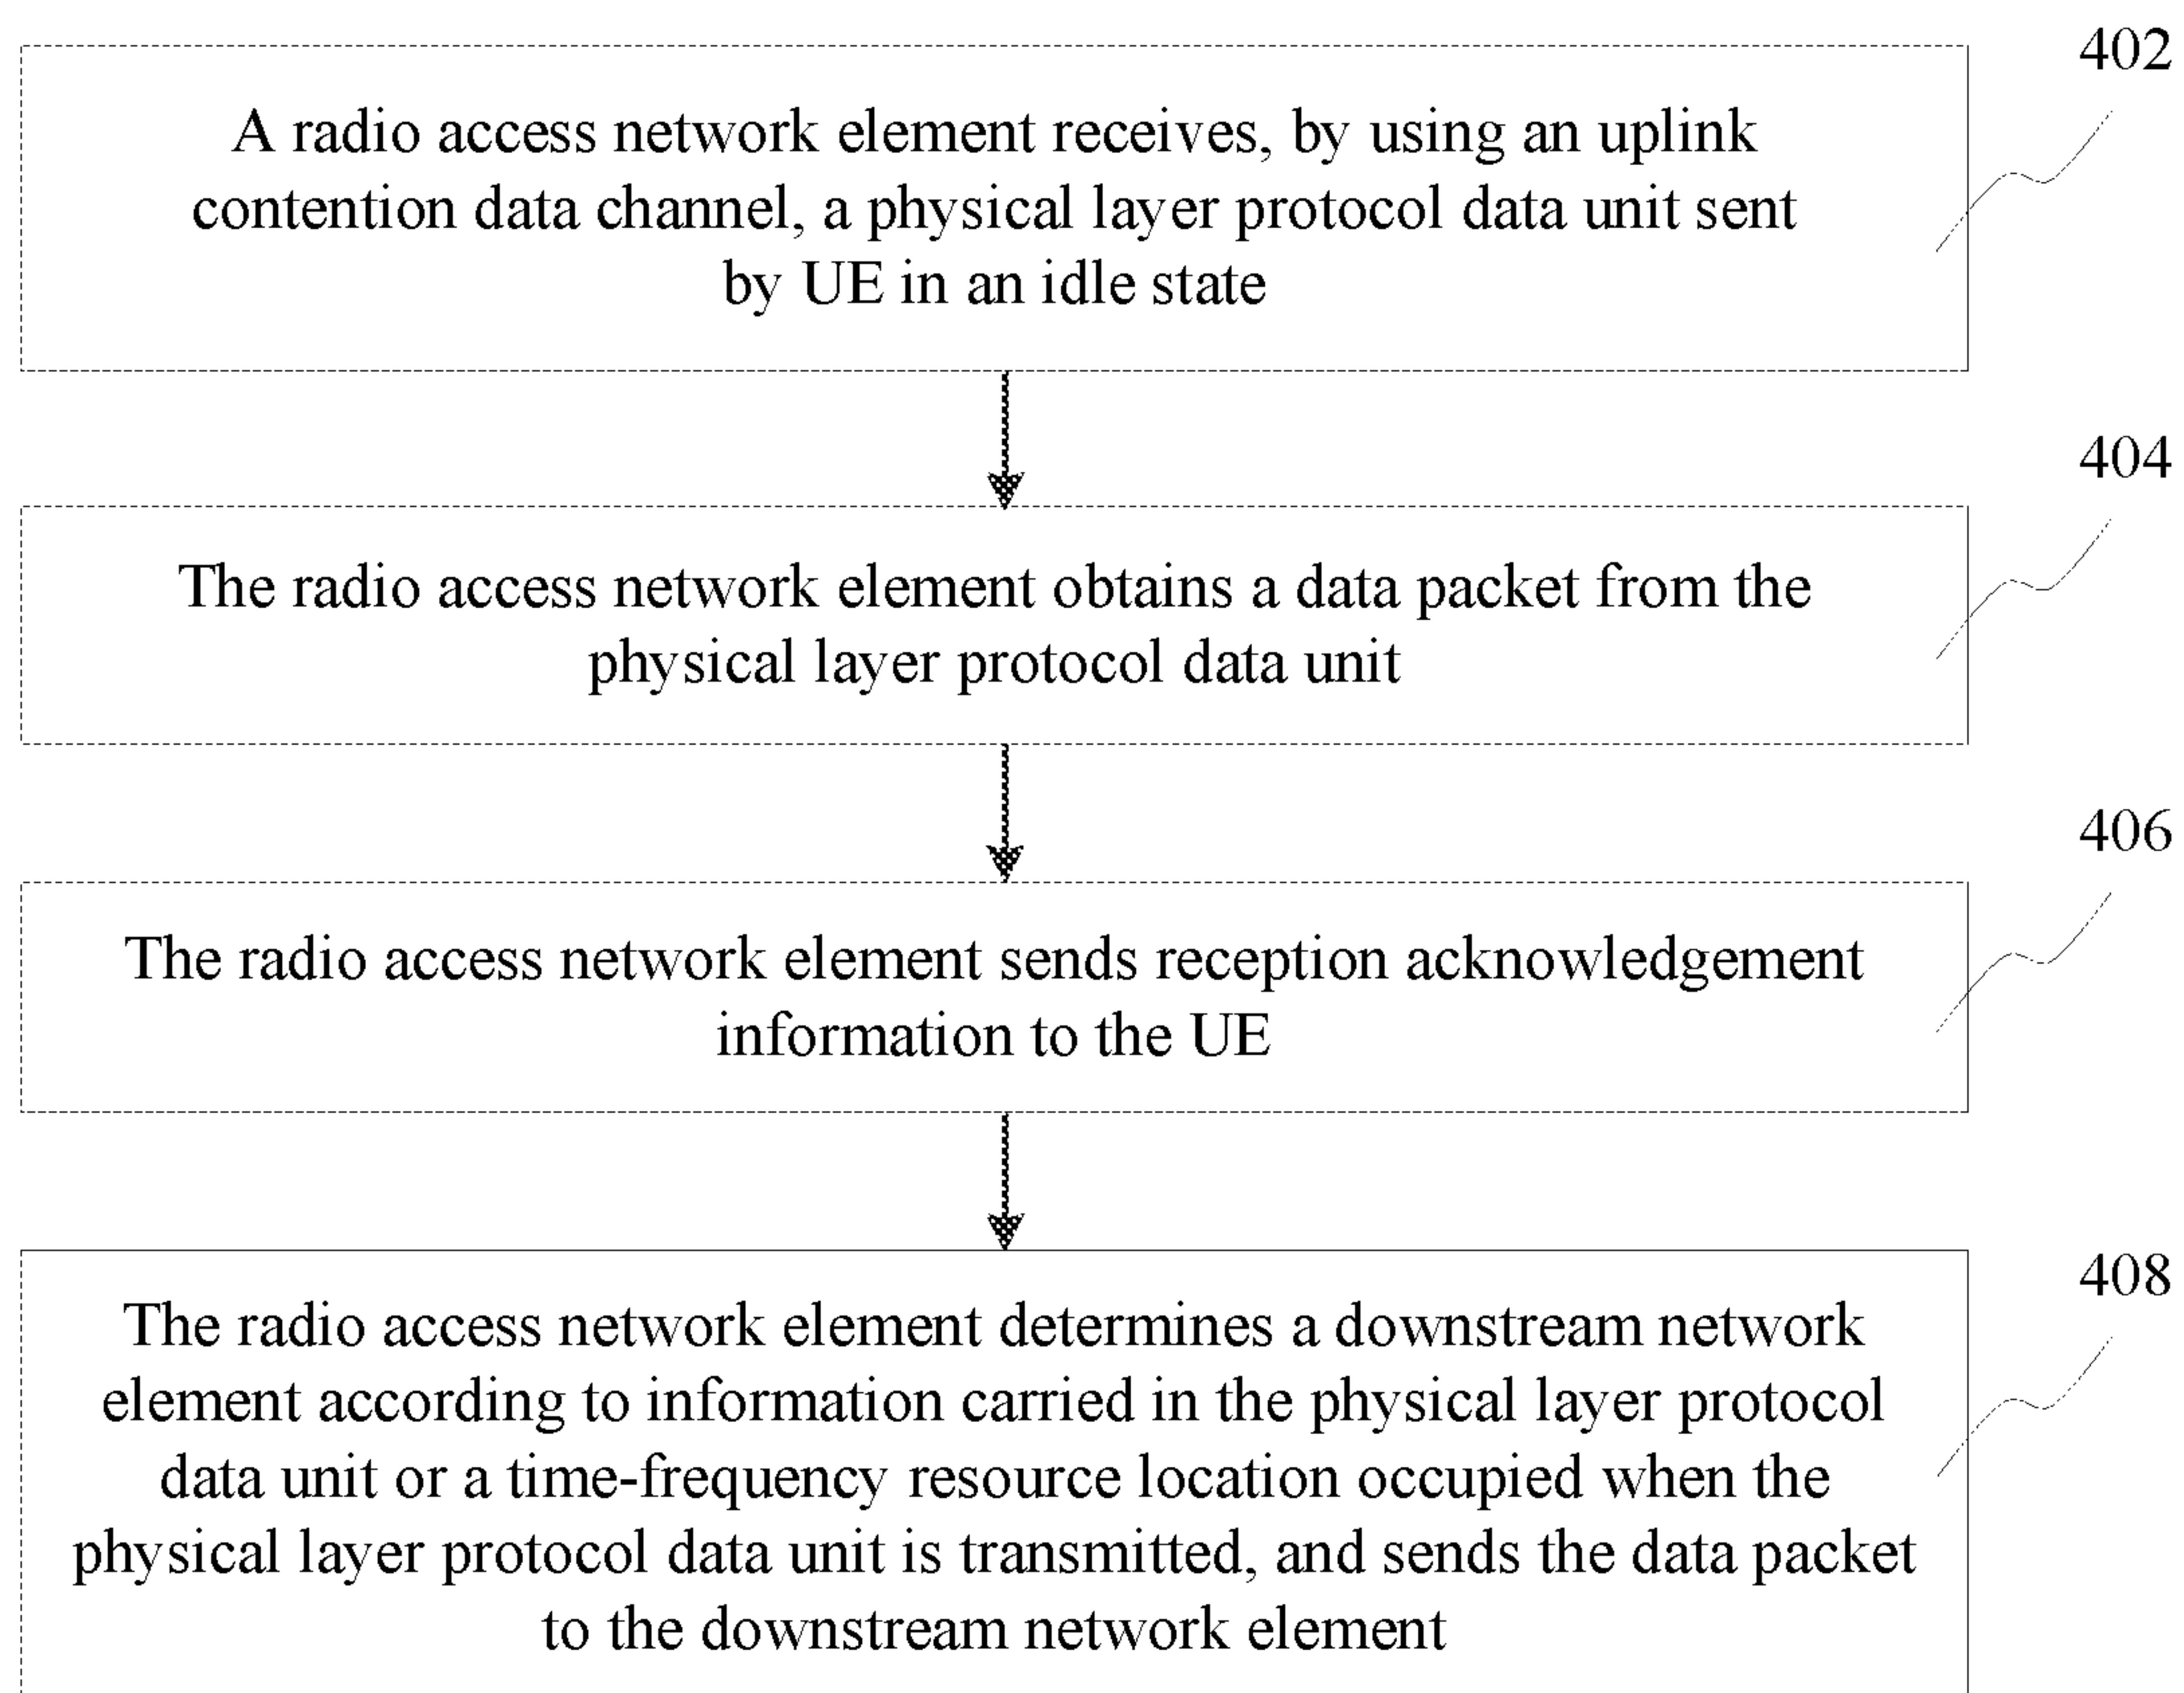 402
A radio access network element receives, by using an uplink
contention data channel, a physical layer protocol data unit sent
by UE in an idle state
404
The radio access network element obtains a data packet from the
physical layer protocol data unit
406
The radio access network element sends reception acknowledgement
information to the UE
408
The radio access network element determines a downstream network
element according to information carried in the physical layer protocol
data unit or a time-frequency resource location occupied when the
physical layer protocol data unit is transmitted, and sends the data packet
to the downstream network element